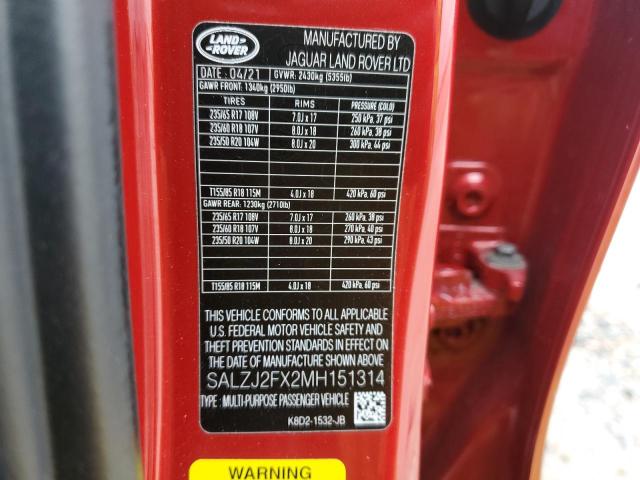 LAND ROVER
MANUFACTURED BY
JAGUAR LAND ROVER LTD
DATE: 04/21 GVWR: 2430kg (5355lb)
GAWR FRONT: 1340kg (2950lb)
TIRES RIMS PRESSURE (COLD)
235/65 R17 108V 7.0J x 17 250 kPa, 37 psi
235/60 R18 107V 8.0J x 18 260 kPa, 38 psi
235/50 R20 104W 8.0J x 20 300 kPa, 44 psi
T155/85 R18 115M 4.0J x 18 420 kPa, 60 psi
GAWR REAR: 1230kg (2710lb)
235/65 R17 108V 7.0J x 17 260 kPa, 38 psi
235/60 R18 107V 8.0J x 18 270 kPa, 40 psi
235/50 R20 104W 8.0J x 20 290 kPa, 43 psi
T155/85 R18 115M 4.0J x 18 420 kPa, 60 psi
THIS VEHICLE CONFORMS TO ALL APPLICABLE
U.S. FEDERAL MOTOR VEHICLE SAFETY AND
THEFT PREVENTION STANDARDS IN EFFECT ON THE
DATE OF MANUFACTURE SHOWN ABOVE
SALZJ2FX2MH151314
TYPE: MULTI-PURPOSE PASSENGER VEHICLE
K8D2-1532-JB
WARNING